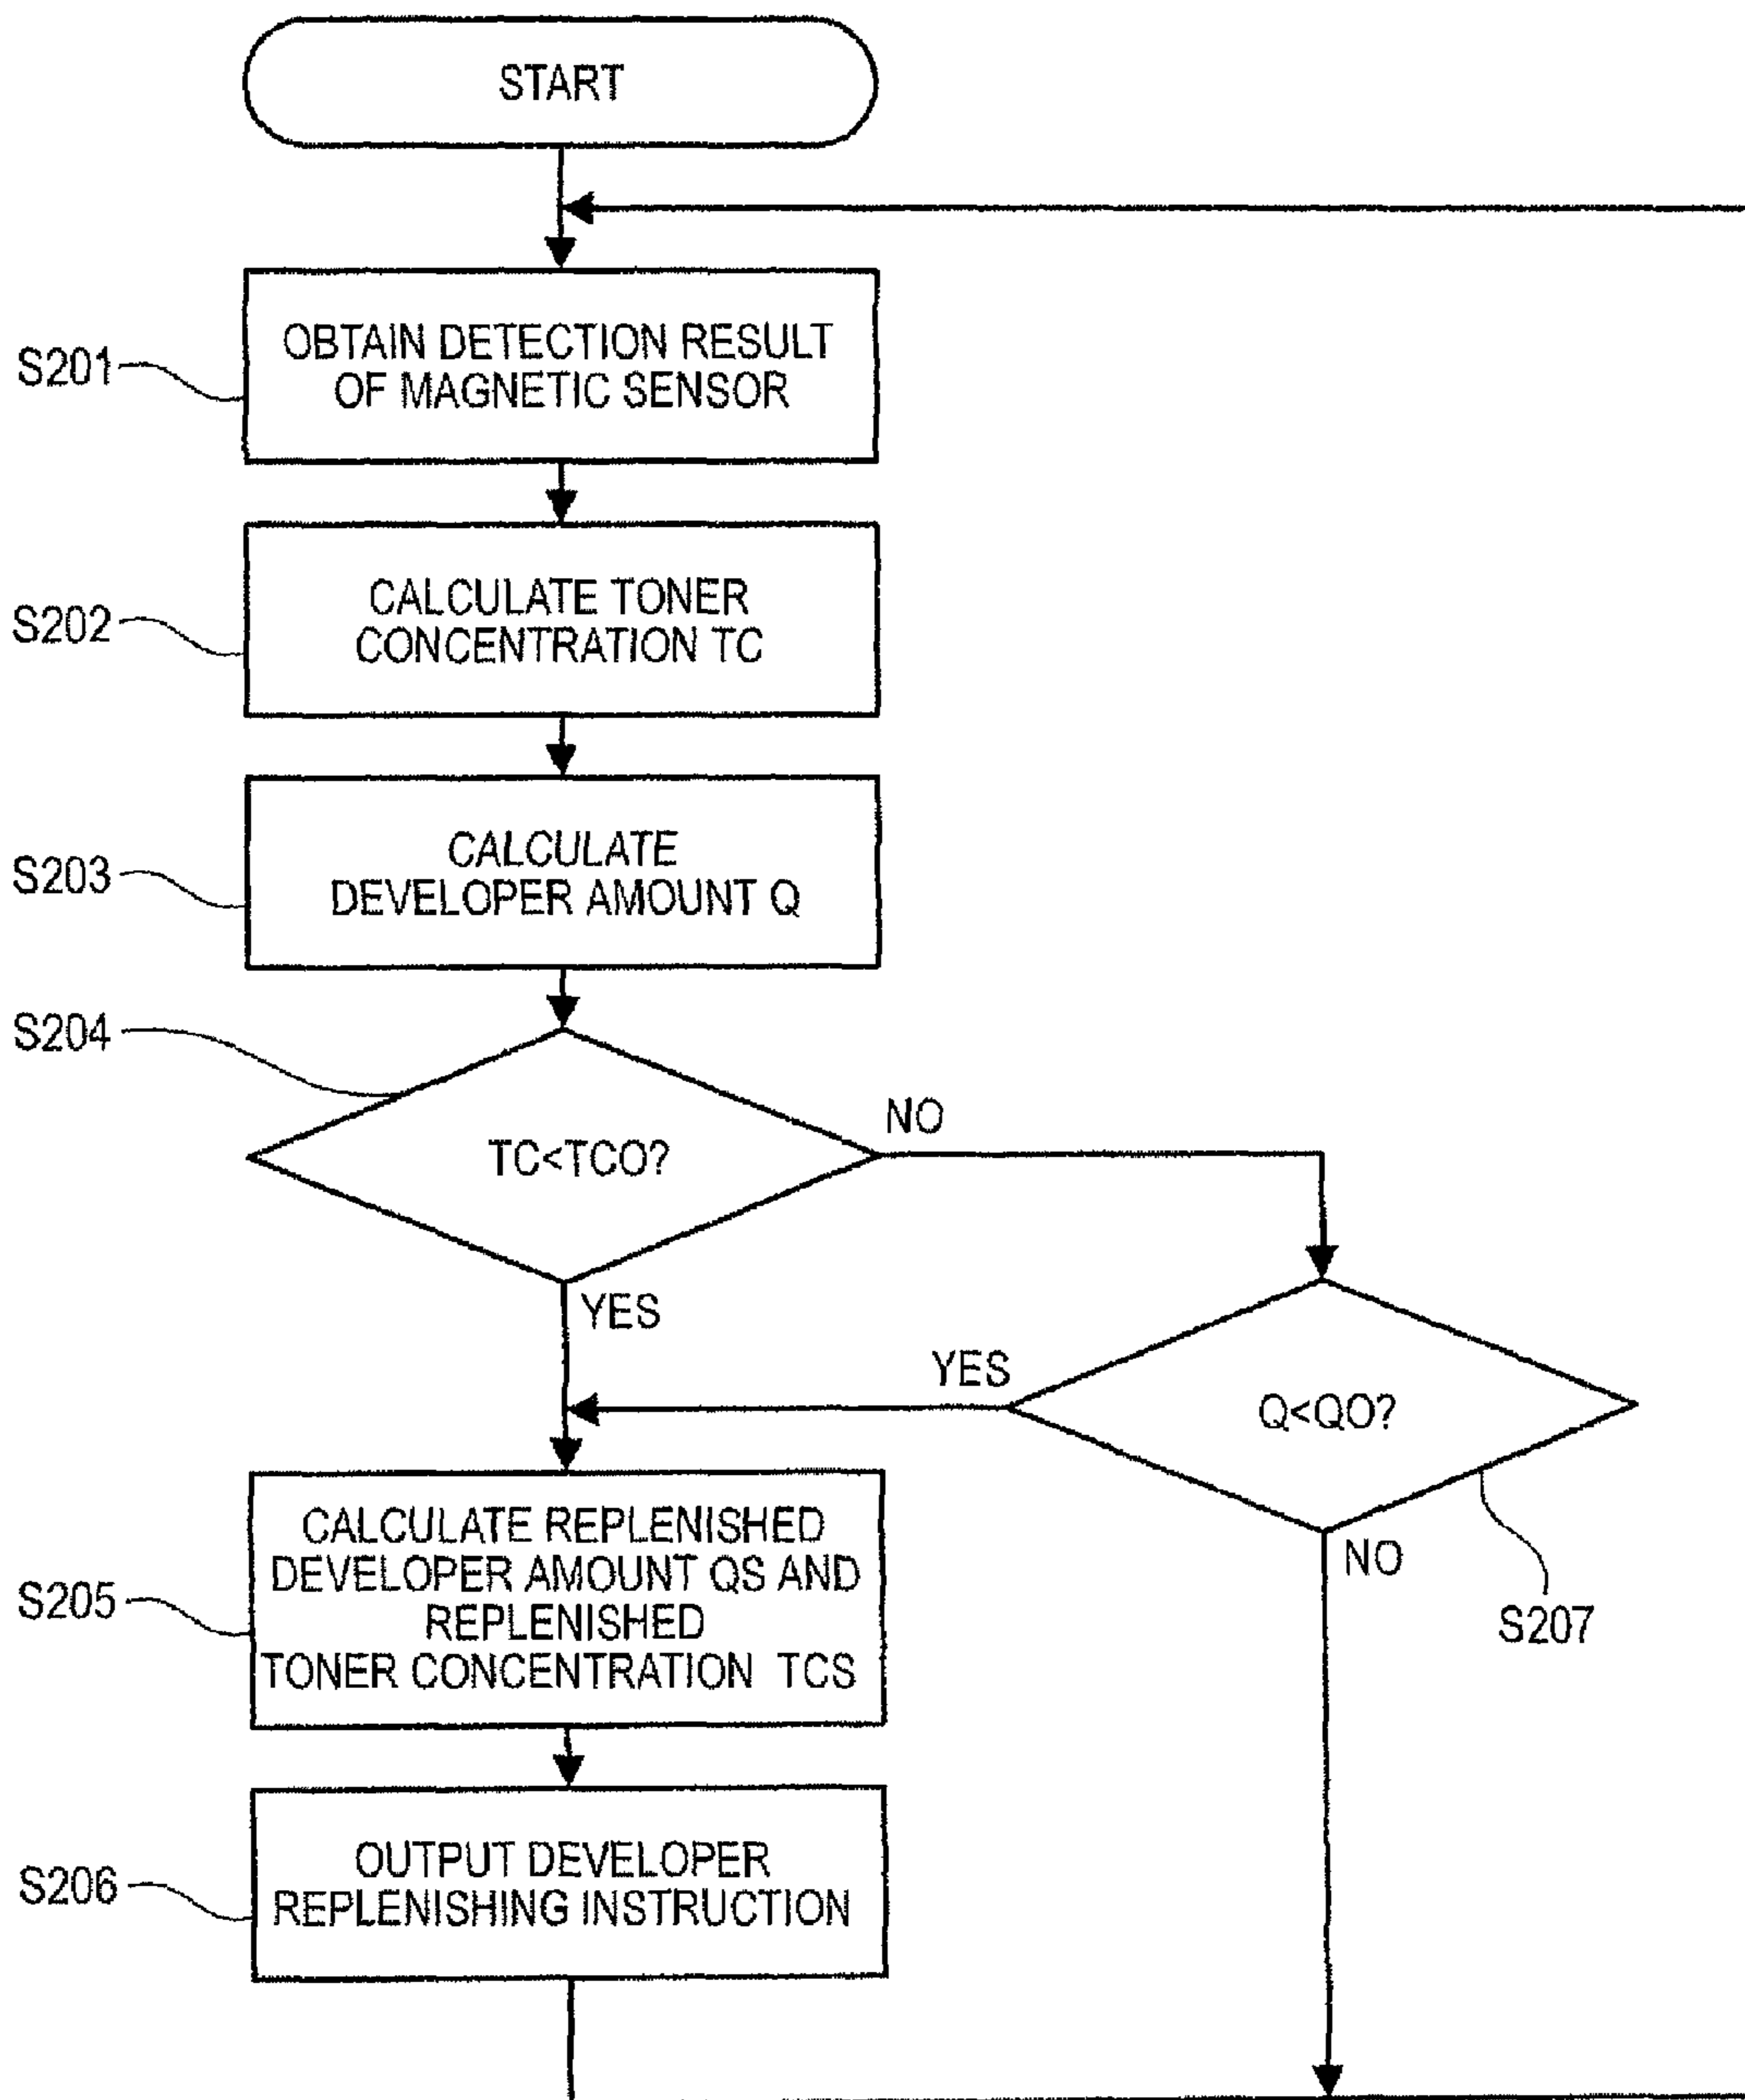 START
S201
OBTAIN DETECTION RESULT
OF MAGNETIC SENSOR
S202
CALCULATE TONER
CONCENTRATION TC
S203
CALCULATE
DEVELOPER AMOUNT Q
S204
TC<TCO?
NO
YES
YES
Q<QO?
NO
S207
S205
CALCULATE REPLENISHED
DEVELOPER AMOUNT QS AND
REPLENISHED
TONER CONCENTRATION TCS
S206
OUTPUT DEVELOPER
REPLENISHING INSTRUCTION